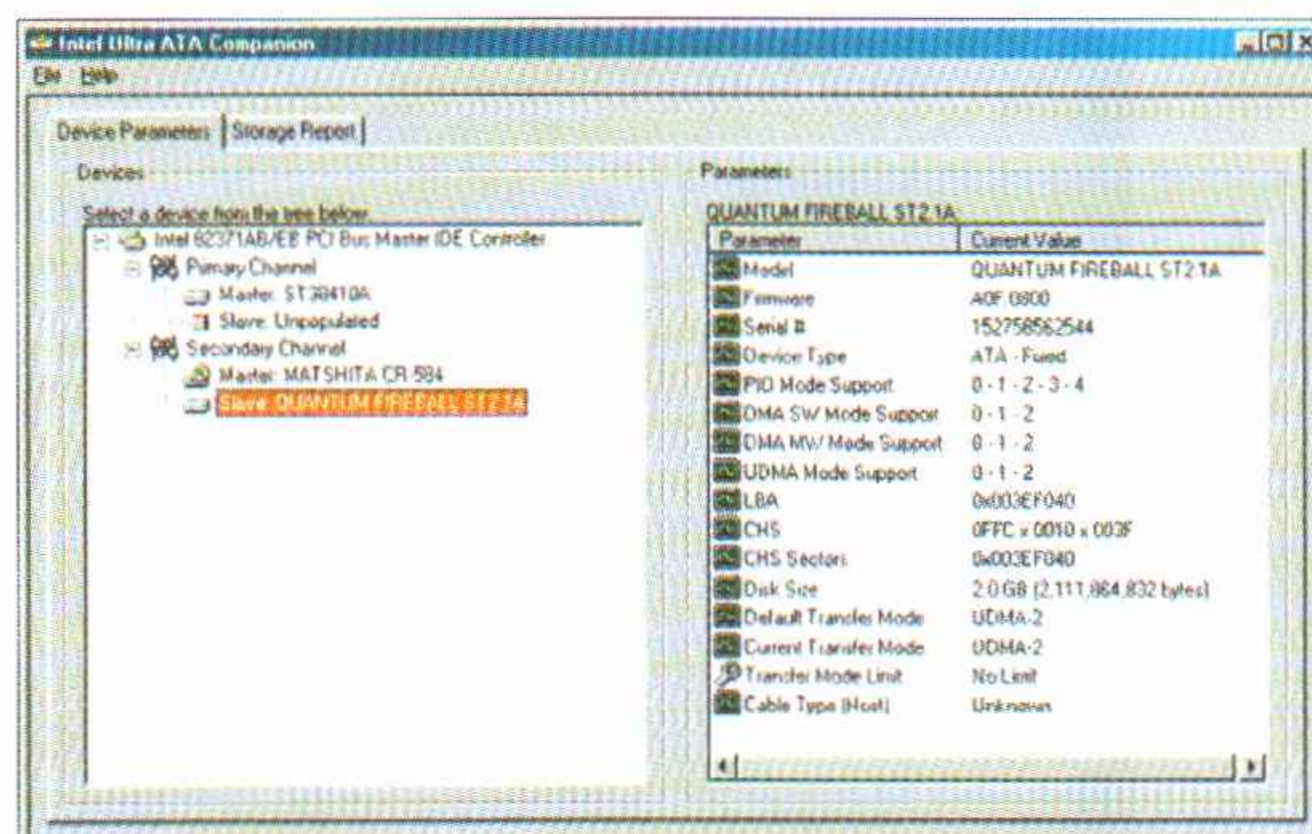 Intel Ultra ATA Companion
File Help
Device Parameters Storage Report
Devices
Select a device from the tree below.
Intel 82371AB/EB PCI Bus Master IDE Controller
Primary Channel
Master: ST38410A
Slave: Unpopulated
Secondary Channel
Master: MATSHITA CR-584
Slave: QUANTUM FIREBALL ST2.1A
Parameters
QUANTUM FIREBALL ST2.1A
Parameter Current Value
Model QUANTUM FIREBALL ST2.1A
Firmware A0F.0800
Serial # 152758562544
Device Type ATA - Fixed
PIO Mode Support 0 - 1 - 2 - 3 - 4
DMA SW Mode Support 0 - 1 - 2
DMA MW Mode Support 0 - 1 - 2
UDMA Mode Support 0 - 1 - 2
LBA 0x003EF040
CHS 0FFC x 0010 x 003F
CHS Sectors 0x003EF040
Disk Size 2.0 GB (2,111,864,832 bytes)
Default Transfer Mode UDMA-2
Current Transfer Mode UDMA-2
Transfer Mode Limit No Limit
Cable Type (Host) Unknown